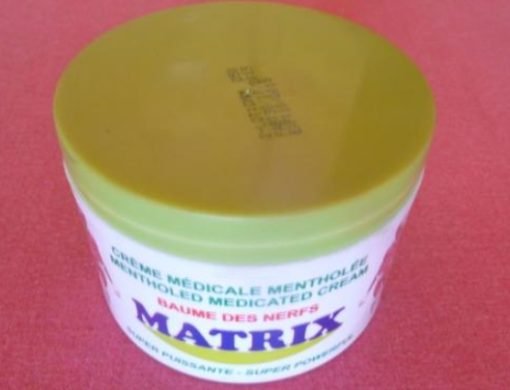 CRÈME MÉDICALE MENTHOLÉE
MENTHOLED MEDICATED CREAM
BAUME DES NERFS
MATRIX
SUPER PUISSANTE - SUPER POWERFUL